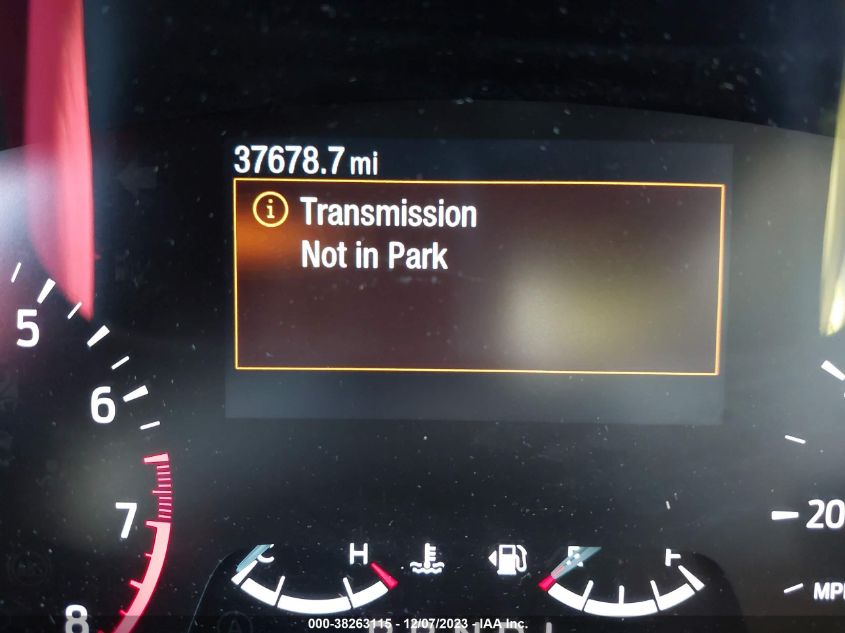 37678.7 mi
i Transmission
Not in Park
5
6
7
8
C H
E
F
20
MPH
000-38263115 - 12/07/2023 - IAA Inc.